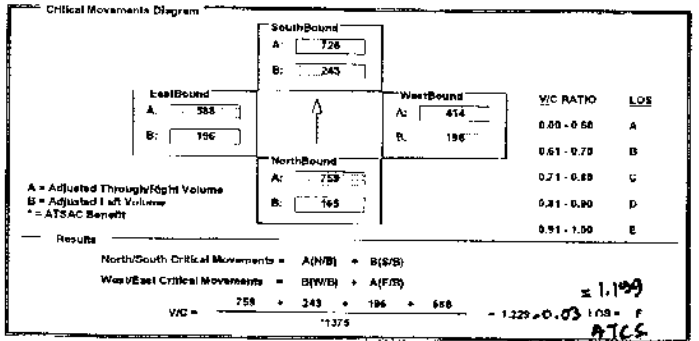 Critical Movements Diagram
SouthBound
A: 726
B: 243
EastBound
A: 588
B: 196
WestBound
A: 414
B: 196
V/C RATIO LOS
0.00 - 0.60 A
0.61 - 0.70 B
0.71 - 0.80 C
0.81 - 0.90 D
0.91 - 1.00 E
NorthBound
A: 759
B: 165
A = Adjusted Through/Right Volume
B = Adjusted Left Volume
* = ATSAC Benefit
Results
North/South Critical Movements = A(N/B) + B(S/B)
West/East Critical Movements = B(W/B) + A(E/B)
= 1.199
V/C = 759 + 243 + 196 + 588
*1375
= 1.229 - 0.03 LOS = F
ATCS